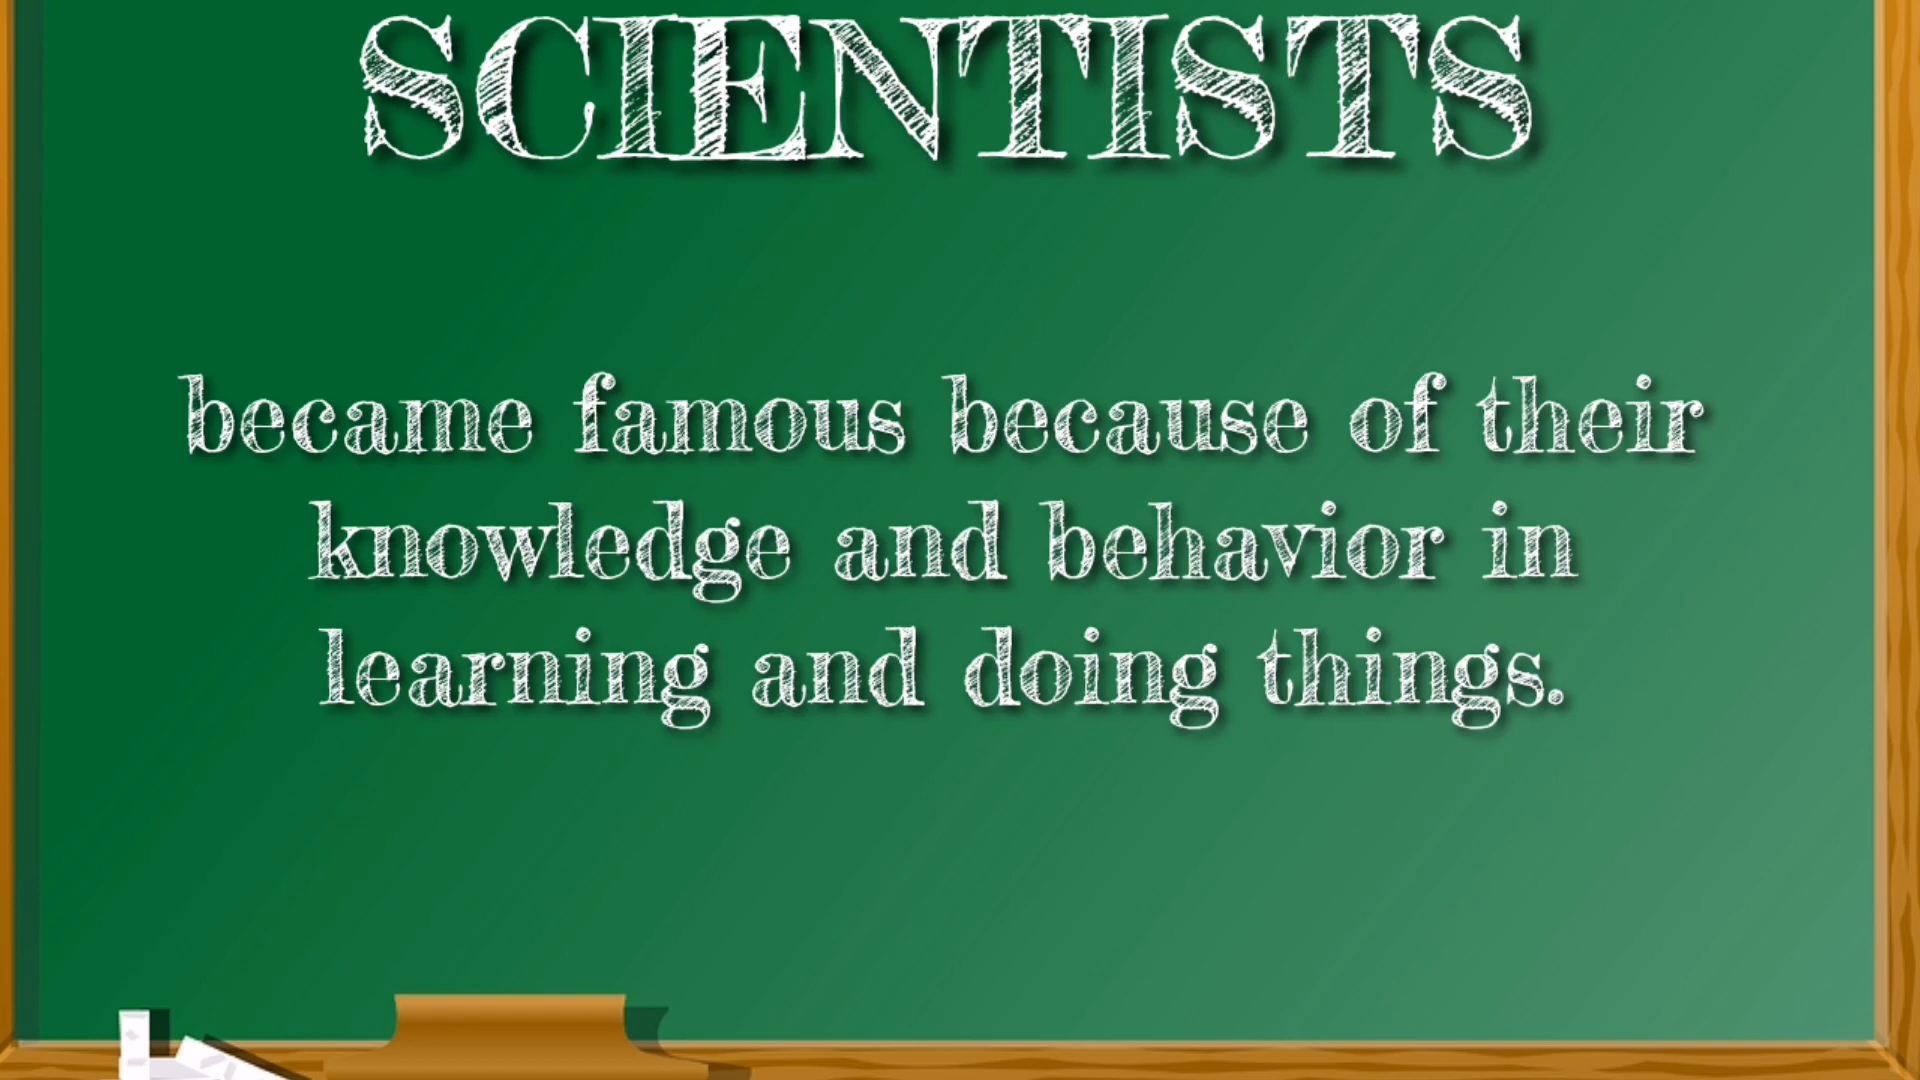 SCIENTISTS
became famous because of their
knowledge and behavior in
learning and doing things.